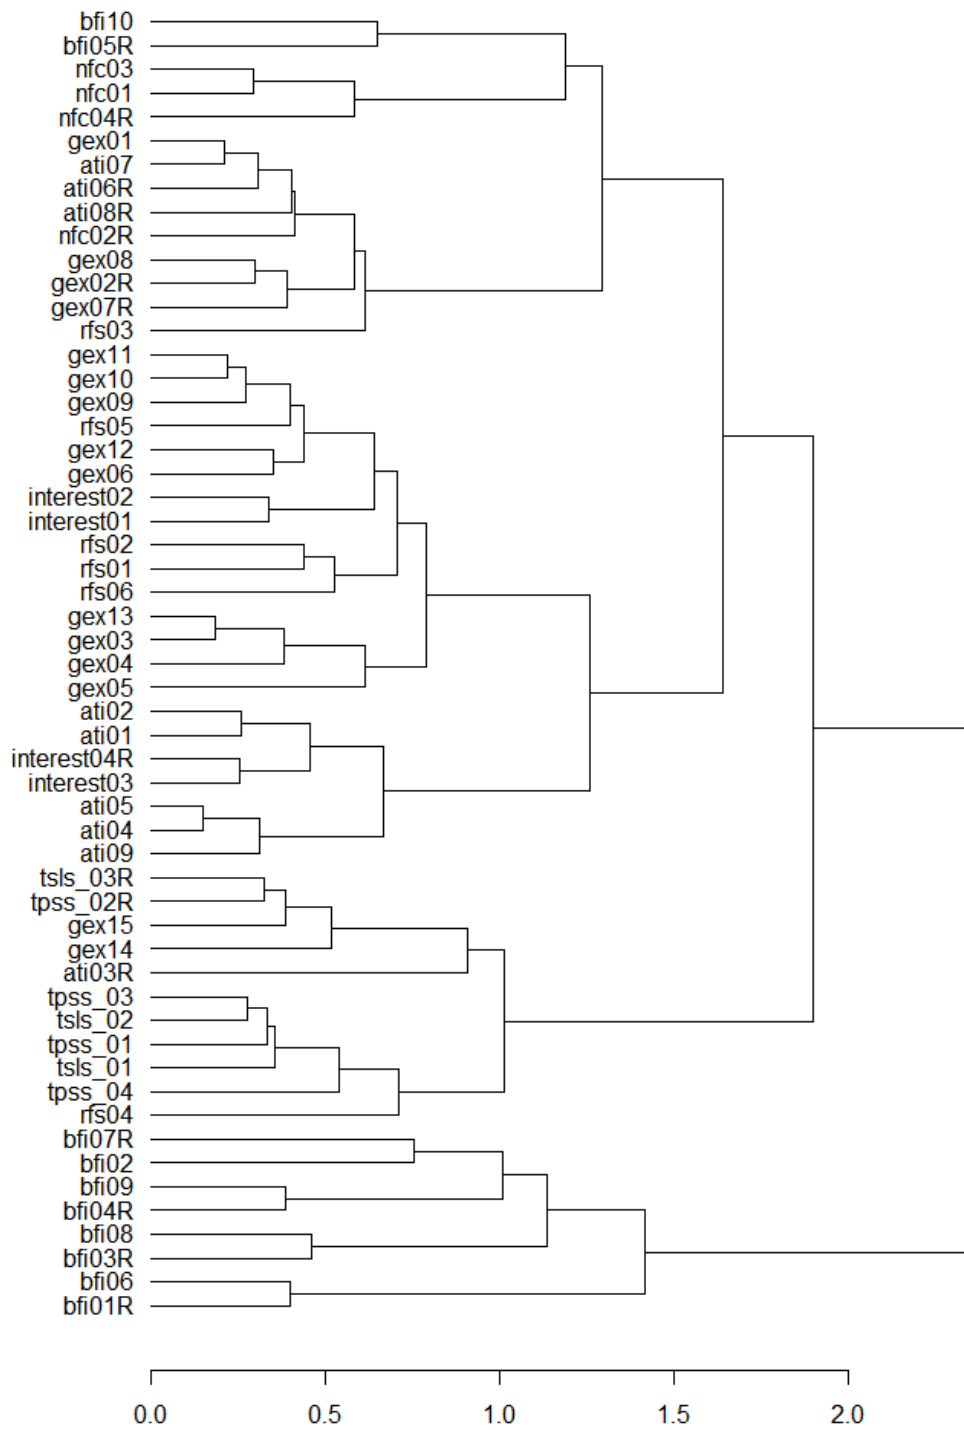 bfi10
bfi05R
nfc03
nfc01
nfc04R
gex01
ati07
ati06R
ati08R
nfc02R
gex08
gex02R
gex07R
rfs03
gex11
gex10
gex09
rfs05
gex12
gex06
interest02
interest01
rfs02
rfs01
rfs06
gex13
gex03
gex04
gex05
ati02
ati01
interest04R
interest03
ati05
ati04
ati09
tsls_03R
tpss_02R
gex15
gex14
ati03R
tpss_03
tsls_02
tpss_01
tsls_01
tpss_04
rfs04
bfi07R
bfi02
bfi09
bfi04R
bfi08
bfi03R
bfi06
bfi01R
0.0 0.5 1.0 1.5 2.0